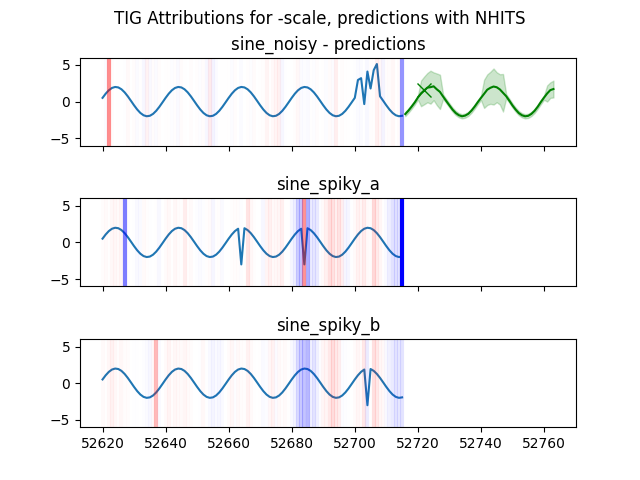 TIG Attributions for -scale, predictions with NHITS
sine_noisy - predictions
5
0
−5
sine_spiky_a
5
0
−5
sine_spiky_b
5
0
−5
52620 52640 52660 52680 52700 52720 52740 52760